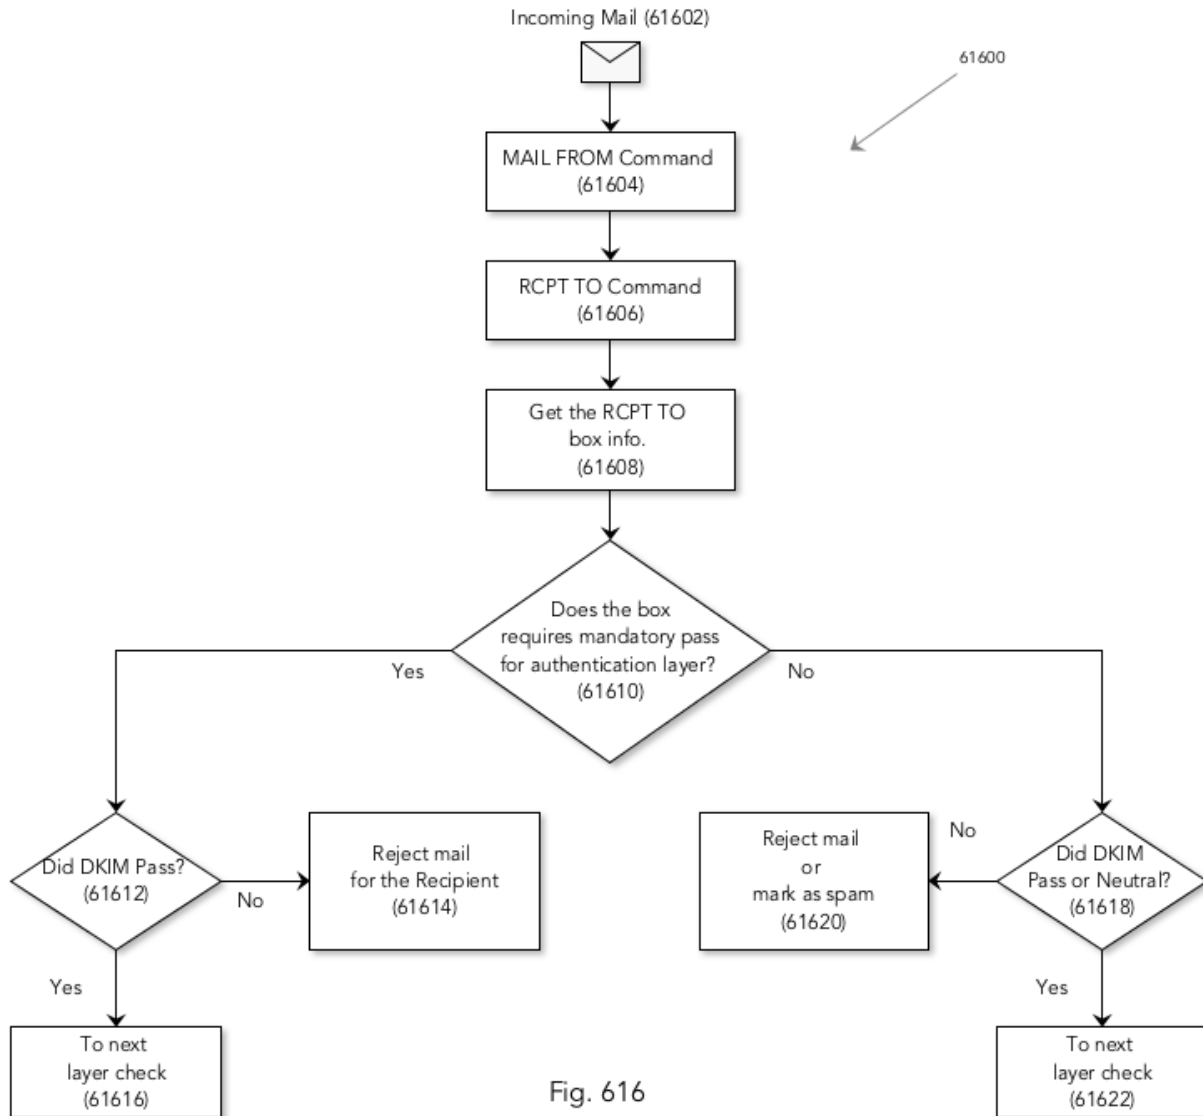 Incoming Mail (61602)
61600
MAIL FROM Command
(61604)
RCPT TO Command
(61606)
Get the RCPT TO
box info.
(61608)
Does the box
requires mandatory pass
for authentication layer?
(61610)
Yes
No
Did DKIM Pass?
(61612)
No
Reject mail
for the Recipient
(61614)
Reject mail
or
mark as spam
(61620)
No
Did DKIM
Pass or Neutral?
(61618)
Yes
Yes
To next
layer check
(61616)
Fig. 616
To next
layer check
(61622)